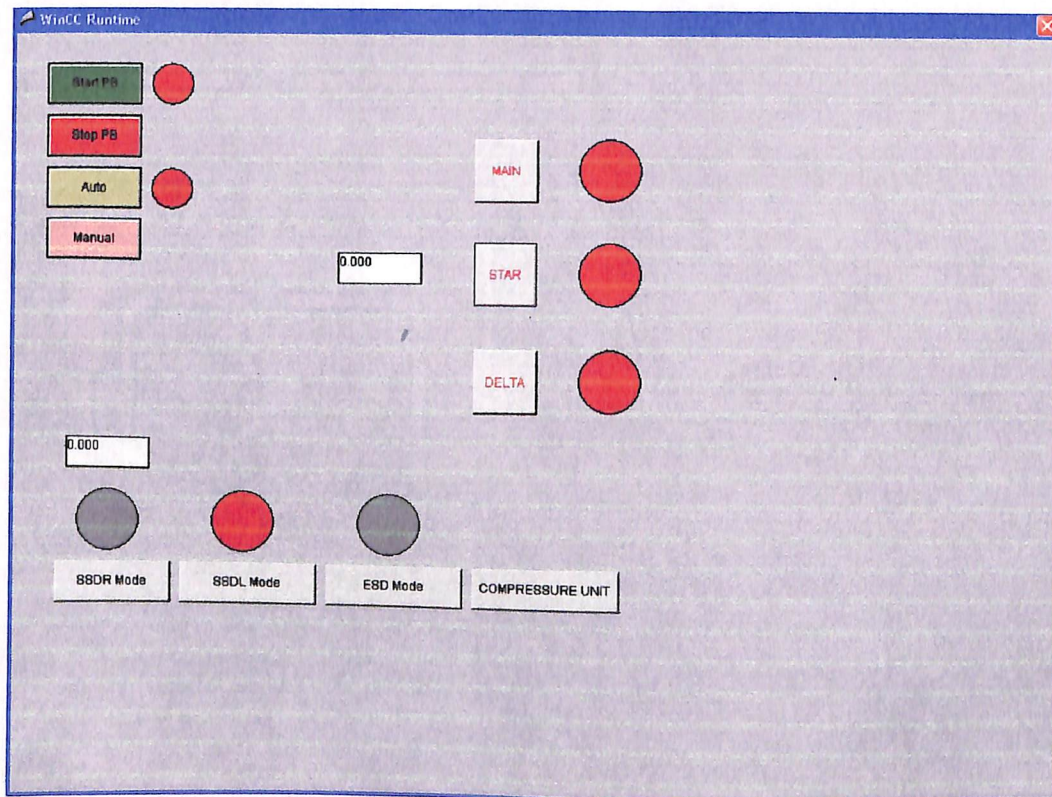 WinCC Runtime
Start PB
Stop PB
Auto
Manual
MAIN
0.000
STAR
DELTA
0.000
SSDR Mode
SSDL Mode
ESD Mode
COMPRESSURE UNIT